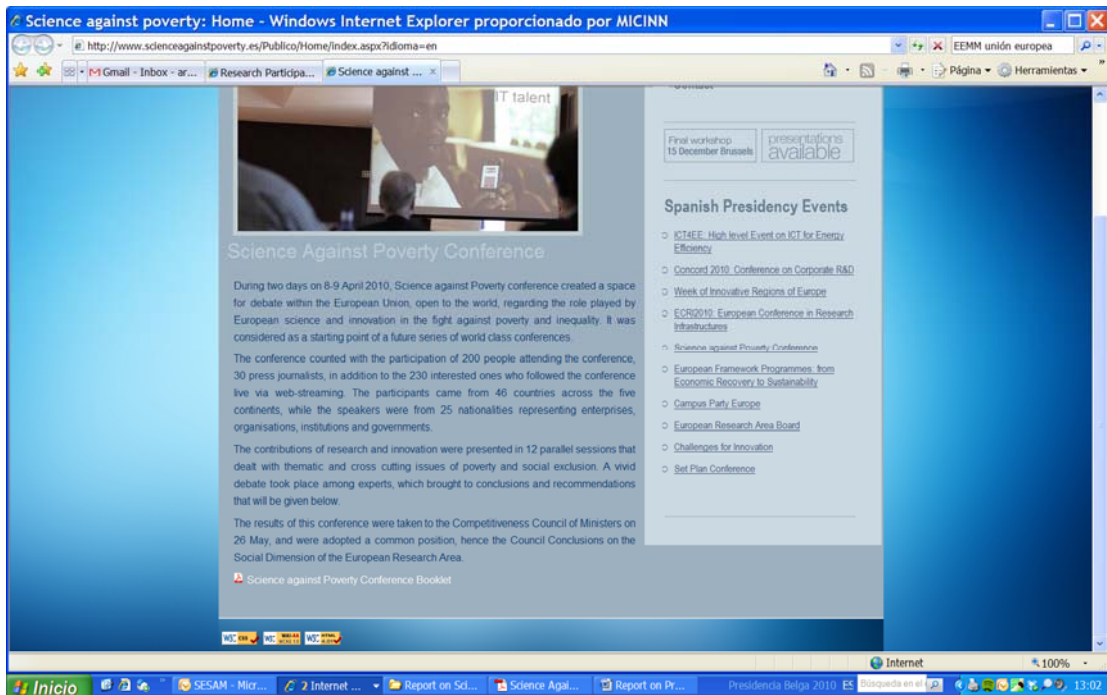 Science against poverty: Home - Windows Internet Explorer proporcionado por MICINN
http://www.scienceagainstpoverty.es/Publico/Home/index.aspx?idioma=en
EEMM unión europea
Gmail - Inbox - ar...
Research Participa...
Science against ...
Página
Herramientas
IT talent
Final workshop
15 December Brussels
presentations
available
Spanish Presidency Events
ICT4EE: High level Event on ICT for Energy
Efficiency
Concord 2010: Conference on Corporate R&D
Week of Innovative Regions of Europe
ECRI2010: European Conference in Research
Infrastructures
Science against Poverty Conference
European Framework Programmes: from
Economic Recovery to Sustainability
Campus Party Europe
European Research Area Board
Challenges for Innovation
Set Plan Conference
Science Against Poverty Conference
During two days on 8-9 April 2010, Science against Poverty conference created a space
for debate within the European Union, open to the world, regarding the role played by
European science and innovation in the fight against poverty and inequality. It was
considered as a starting point of a future series of world class conferences.
The conference counted with the participation of 200 people attending the conference,
30 press journalists, in addition to the 230 interested ones who followed the conference
live via web-streaming. The participants came from 46 countries across the five
continents, while the speakers were from 25 nationalities representing enterprises,
organisations, institutions and governments.
The contributions of research and innovation were presented in 12 parallel sessions that
dealt with thematic and cross cutting issues of poverty and social exclusion. A vivid
debate took place among experts, which brought to conclusions and recommendations
that will be given below.
The results of this conference were taken to the Competitiveness Council of Ministers on
26 May, and were adopted a common position, hence the Council Conclusions on the
Social Dimension of the European Research Area.
Science against Poverty Conference Booklet
W3C CSS
W3C WAI-AA
W3C
Internet
100%
Inicio
SESAM - Micr...
2 Internet ...
Report on Sci...
Science Agai...
Report on Pr...
Presidencia Belga 2010
ES
Búsqueda en el
13:02